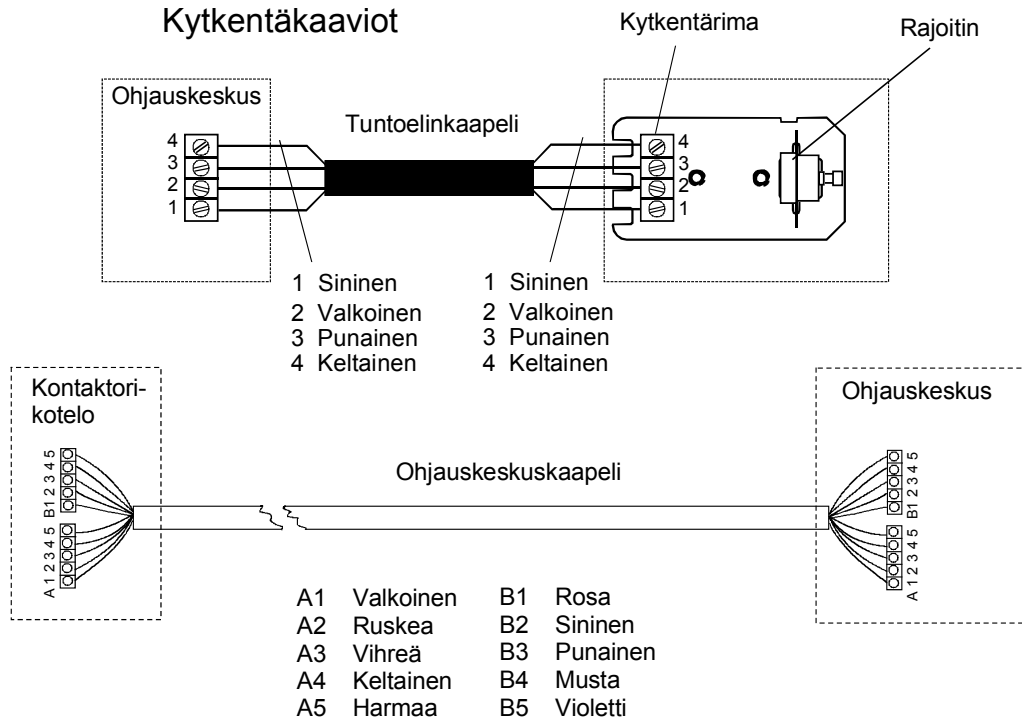 Kytkentäkaaviot
Kytkentärima
Rajoitin
Ohjauskeskus
Tuntoelinkaapeli
4
3
2
1
4
3
2
1
1 Sininen
2 Valkoinen
3 Punainen
4 Keltainen
1 Sininen
2 Valkoinen
3 Punainen
4 Keltainen
Kontaktori-
kotelo
Ohjauskeskus
Ohjauskeskuskaapeli
B1 2 3 4 5
A 1 2 3 4 5
B1 2 3 4 5
A 1 2 3 4 5
A1 Valkoinen B1 Rosa
A2 Ruskea B2 Sininen
A3 Vihreä B3 Punainen
A4 Keltainen B4 Musta
A5 Harmaa B5 Violetti